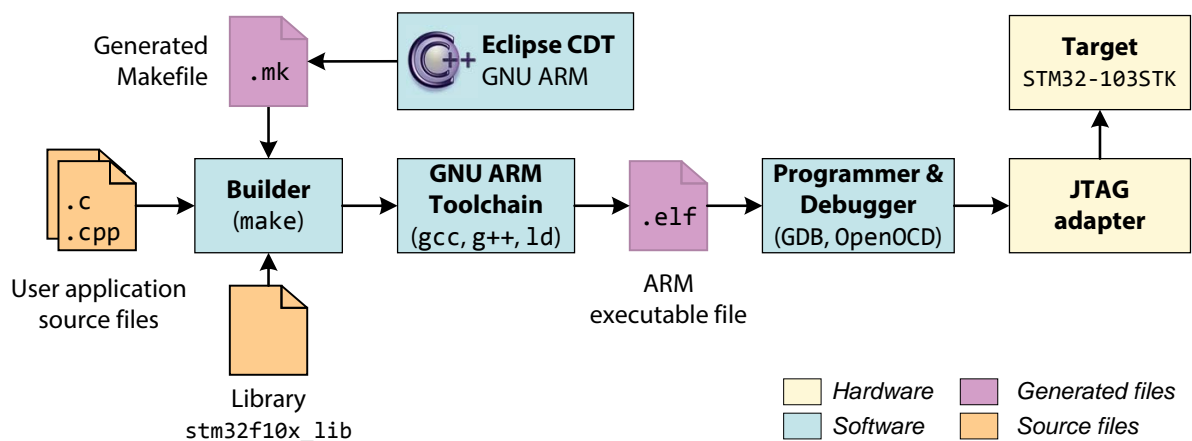 Generated
Makefile
.mk
C++
Eclipse CDT
GNU ARM
Target
STM32-103STK
.c
.cpp
User application
source files
Builder
(make)
GNU ARM
Toolchain
(gcc, g++, ld)
.elf
ARM
executable file
Programmer &
Debugger
(GDB, OpenOCD)
JTAG
adapter
Library
stm32f10x_lib
Hardware
Software
Generated files
Source files